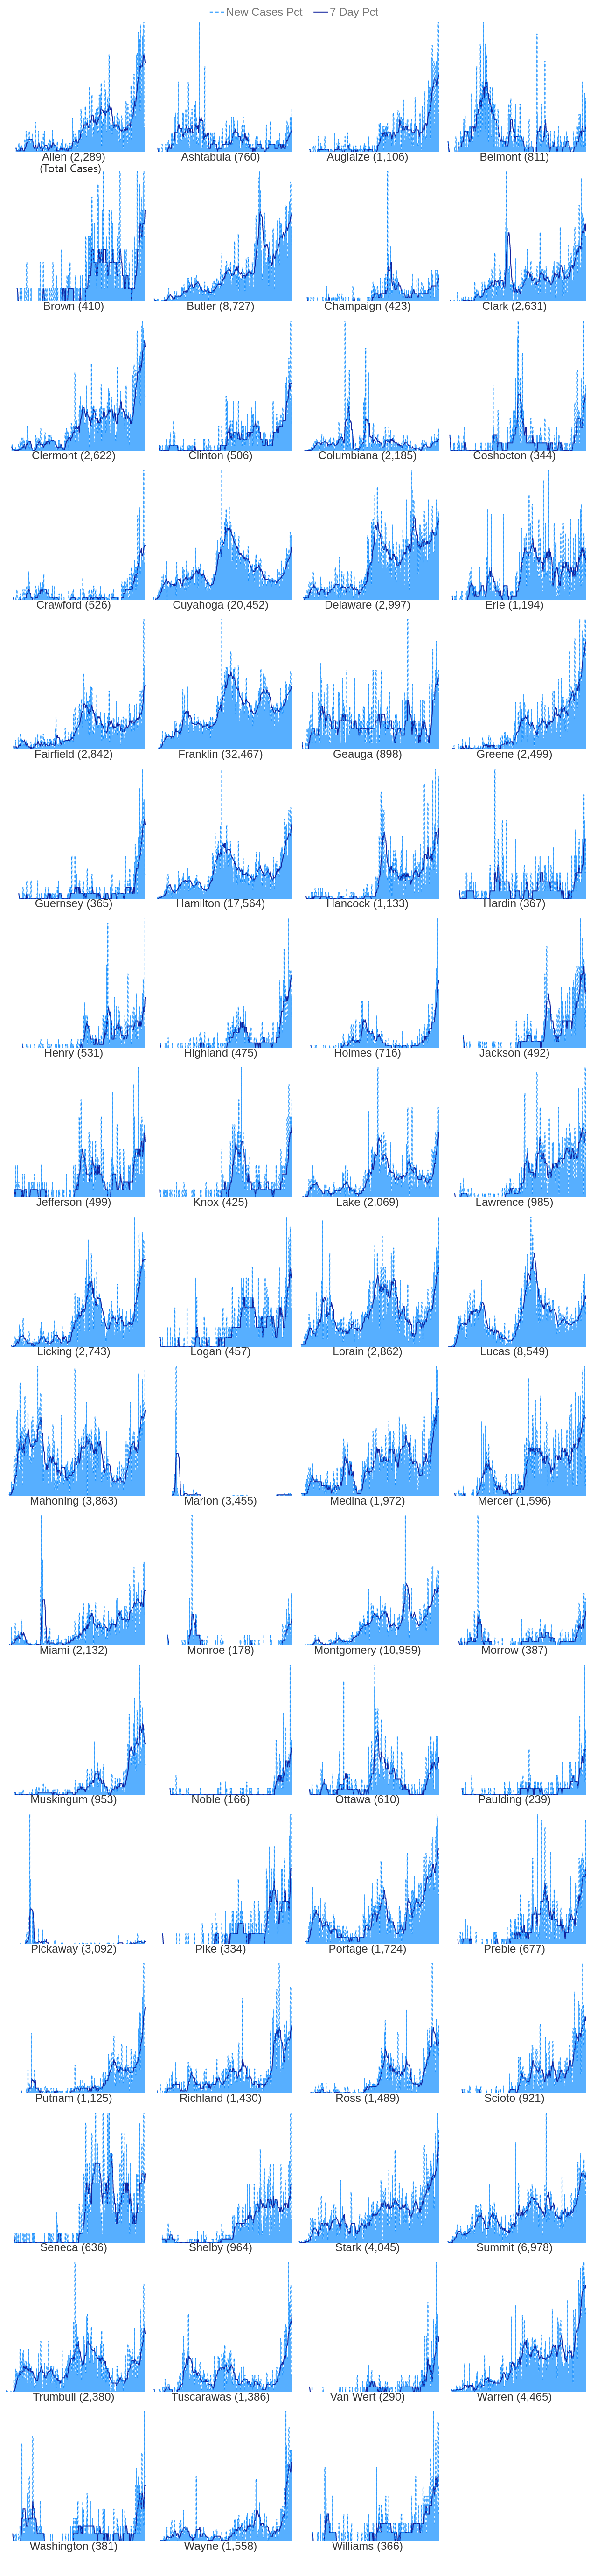 New Cases Pct 7 Day Pct
Allen (2,289) Ashtabula (760) Auglaize (1,106) Belmont (811)
(Total Cases)
Brown (410) Butler (8,727) Champaign (423) Clark (2,631)
Clermont (2,622) Clinton (506) Columbiana (2,185) Coshocton (344)
Crawford (526) Cuyahoga (20,452) Delaware (2,997) Erie (1,194)
Fairfield (2,842) Franklin (32,467) Geauga (898) Greene (2,499)
Guernsey (365) Hamilton (17,564) Hancock (1,133) Hardin (367)
Henry (531) Highland (475) Holmes (716) Jackson (492)
Jefferson (499) Knox (425) Lake (2,069) Lawrence (985)
Licking (2,743) Logan (457) Lorain (2,862) Lucas (8,549)
Mahoning (3,863) Marion (3,455) Medina (1,972) Mercer (1,596)
Miami (2,132) Monroe (178) Montgomery (10,959) Morrow (387)
Muskingum (953) Noble (166) Ottawa (610) Paulding (239)
Pickaway (3,092) Pike (334) Portage (1,724) Preble (677)
Putnam (1,125) Richland (1,430) Ross (1,489) Scioto (921)
Seneca (636) Shelby (964) Stark (4,045) Summit (6,978)
Trumbull (2,380) Tuscarawas (1,386) Van Wert (290) Warren (4,465)
Washington (381) Wayne (1,558) Williams (366)